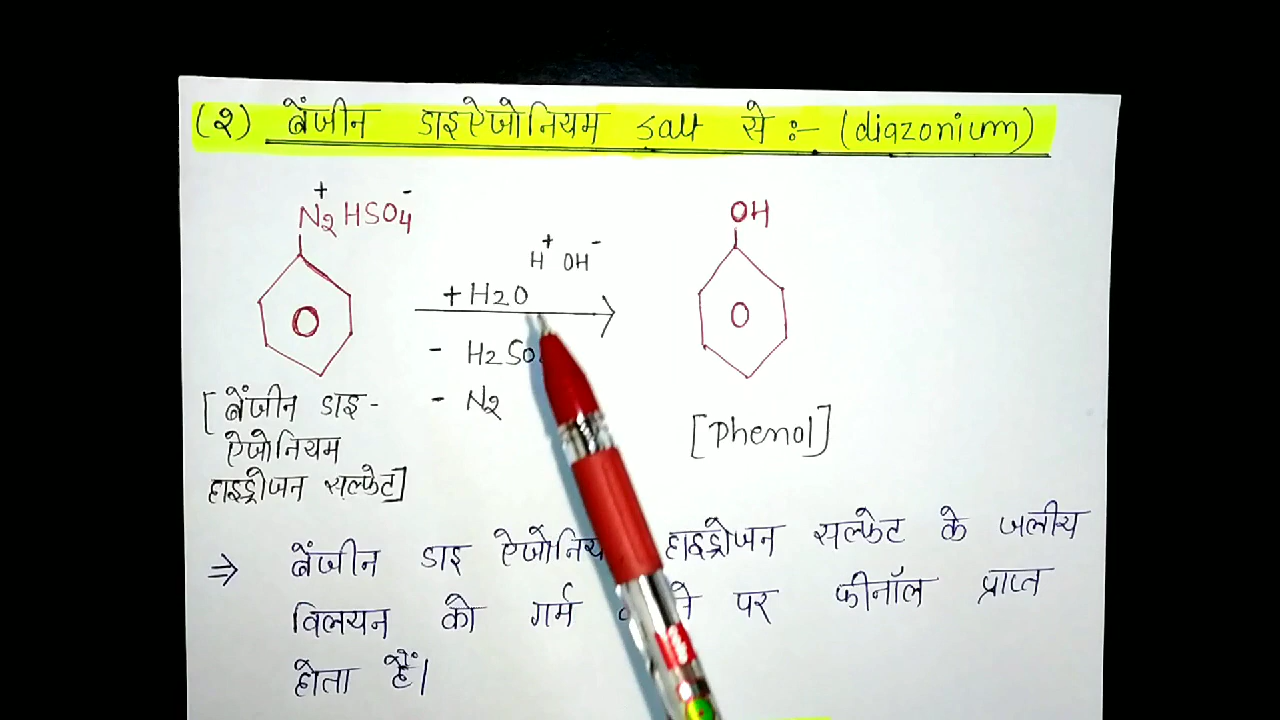 (२) बेंजीन डाइऐजोनियम salt से :- (diazonium)
N₂⁺ HSO₄⁻
OH
H⁺ OH⁻
+ H₂O
- H₂SO
- N₂
[बेंजीन डाइ-
ऐजोनियम
हाइड्रोजन सल्फेट]
[Phenol]
⇒ बेंजीन डाइ हाइड्रोजन सल्फेट के जलीय
विलयन को गर्म पर फीनॉल प्राप्त
होता हैं।